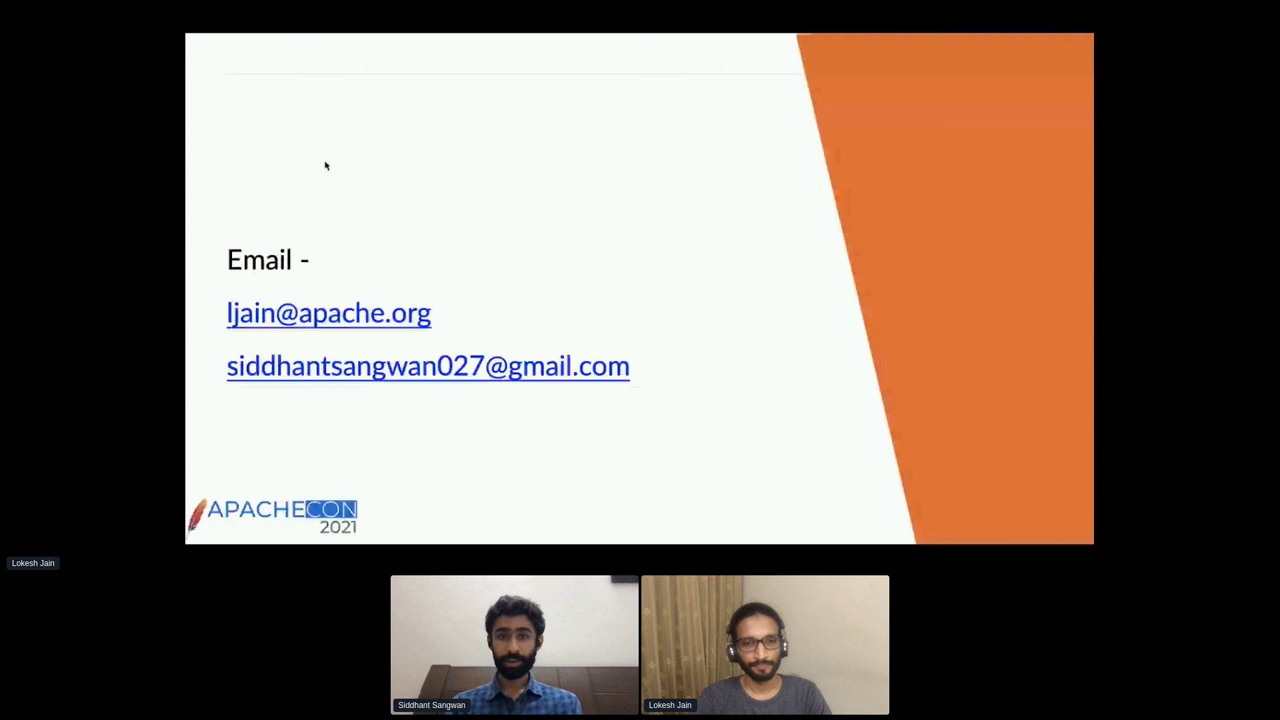 Email -
ljain@apache.org
siddhantsangwan027@gmail.com
APACHECON
2021
Lokesh Jain
Siddhant Sangwan
Lokesh Jain